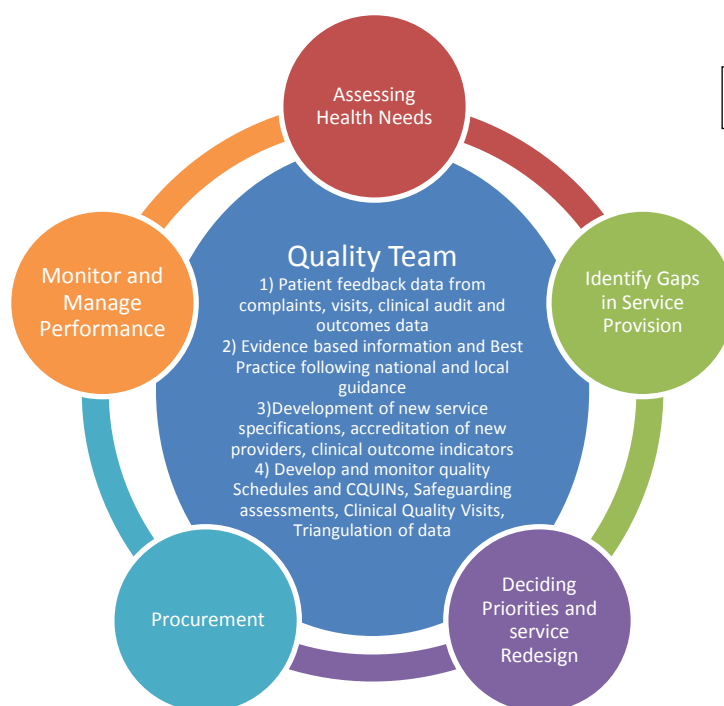 Assessing
Health Needs
Quality Team
1) Patient feedback data from
complaints, visits, clinical audit and
outcomes data
2) Evidence based information and Best
Practice following national and local
guidance
3)Development of new service
specifications, accreditation of new
providers, clinical outcome indicators
4) Develop and monitor quality
Schedules and CQUINs, Safeguarding
assessments, Clinical Quality Visits,
Triangulation of data
Monitor and
Manage
Performance
Identify Gaps
in Service
Provision
Procurement
Deciding
Priorities and
service
Redesign